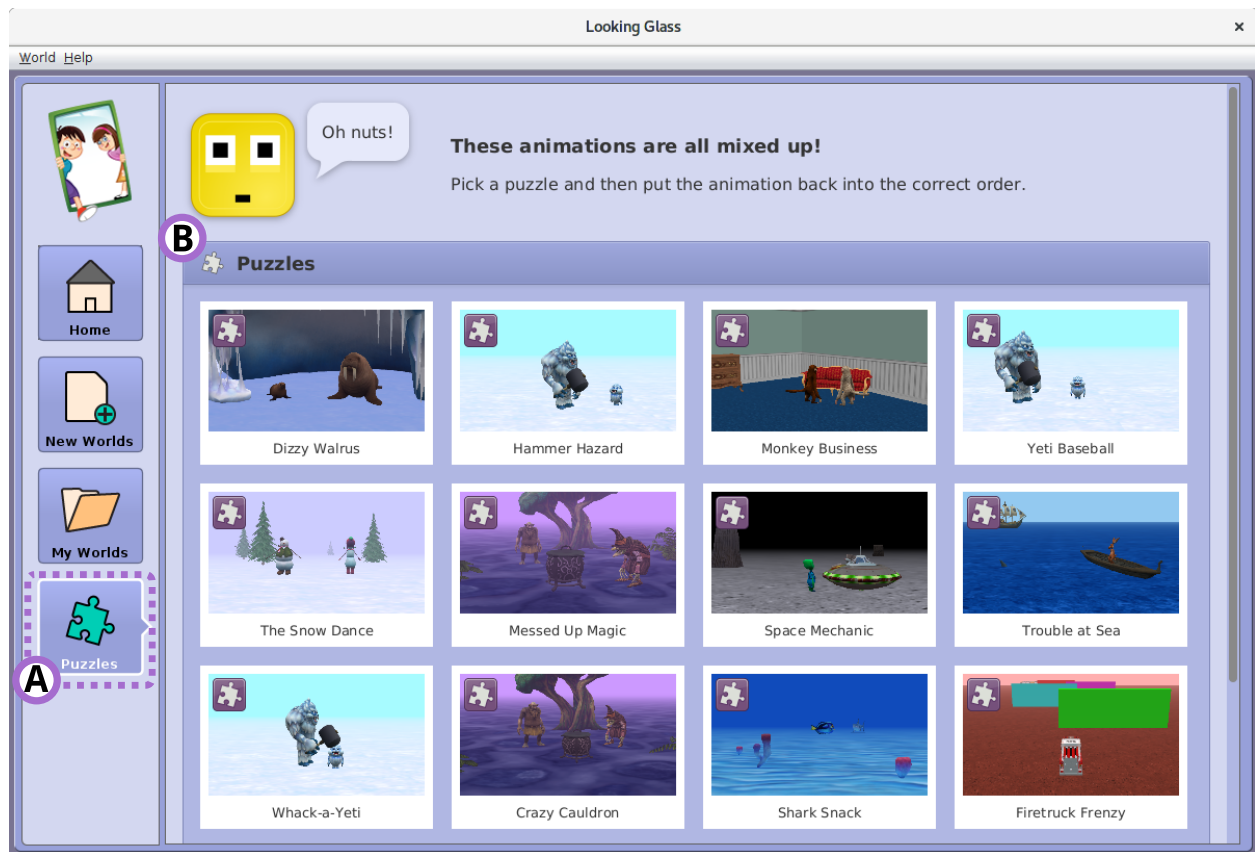 Looking Glass
×
World Help
Oh nuts!
These animations are all mixed up!
Pick a puzzle and then put the animation back into the correct order.
B
Puzzles
Home
New Worlds
My Worlds
Puzzles
A
Dizzy Walrus
Hammer Hazard
Monkey Business
Yeti Baseball
The Snow Dance
Messed Up Magic
Space Mechanic
Trouble at Sea
Whack-a-Yeti
Crazy Cauldron
Shark Snack
Firetruck Frenzy